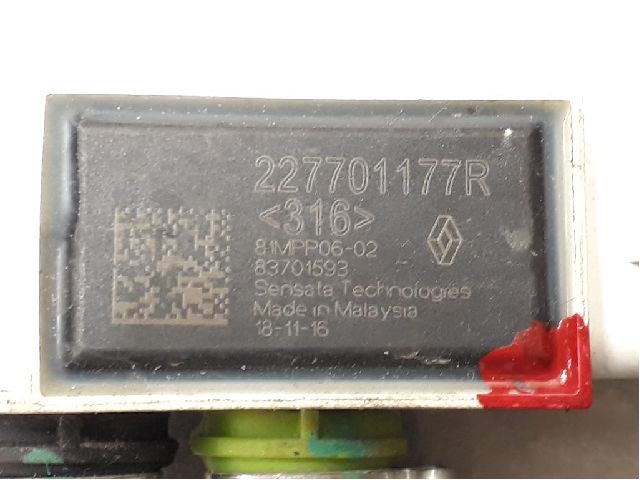 227701177R
<316>
81MPP06-02
83701593
Sensata Technologies
Made in Malaysia
18-11-16